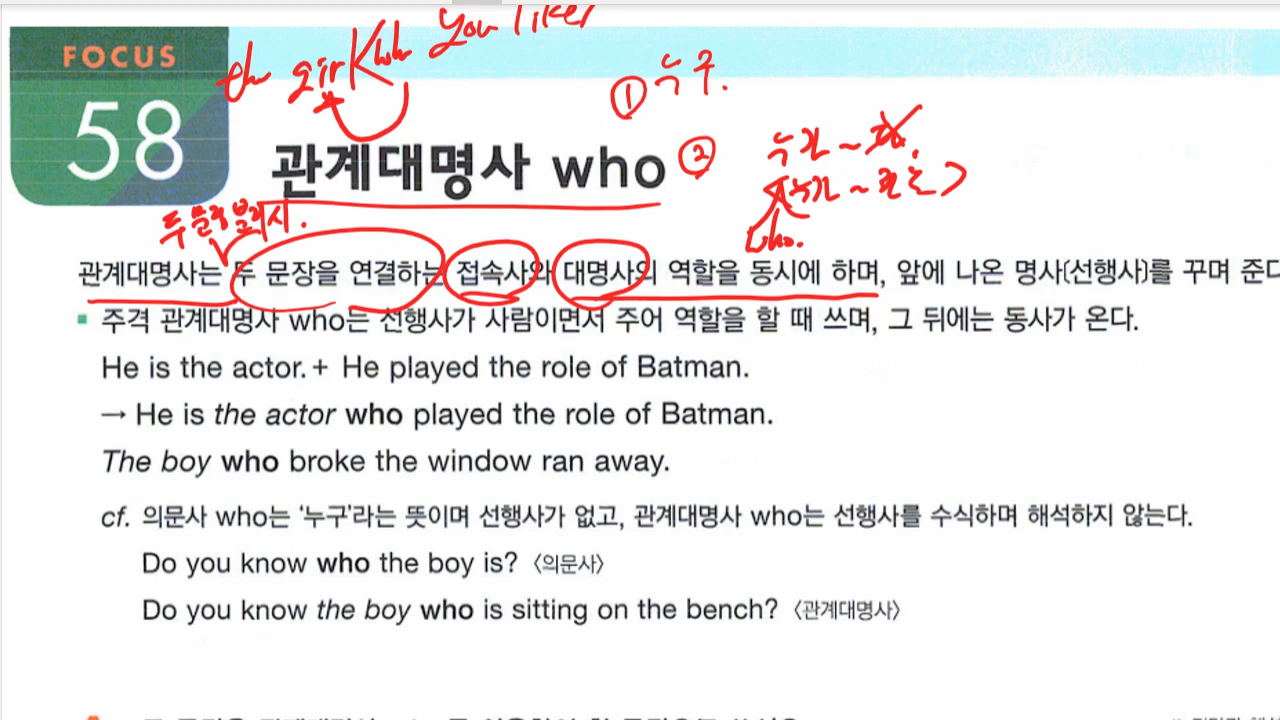 the girl who you like
FOCUS
58
① 누구.
관계대명사 who
②
누가 ~
누가 ~
who.
관계대명사는 두 문장을 연결하는 접속사와 대명사의 역할을 동시에 하며, 앞에 나온 명사(선행사)를 꾸며 준다
주격 관계대명사 who는 선행사가 사람이면서 주어 역할을 할 때 쓰며, 그 뒤에는 동사가 온다.
He is the actor. + He played the role of Batman.
→ He is the actor who played the role of Batman.
The boy who broke the window ran away.
cf. 의문사 who는 ‘누구’라는 뜻이며 선행사가 없고, 관계대명사 who는 선행사를 수식하며 해석하지 않는다.
Do you know who the boy is? 〈의문사〉
Do you know the boy who is sitting on the bench? 〈관계대명사〉